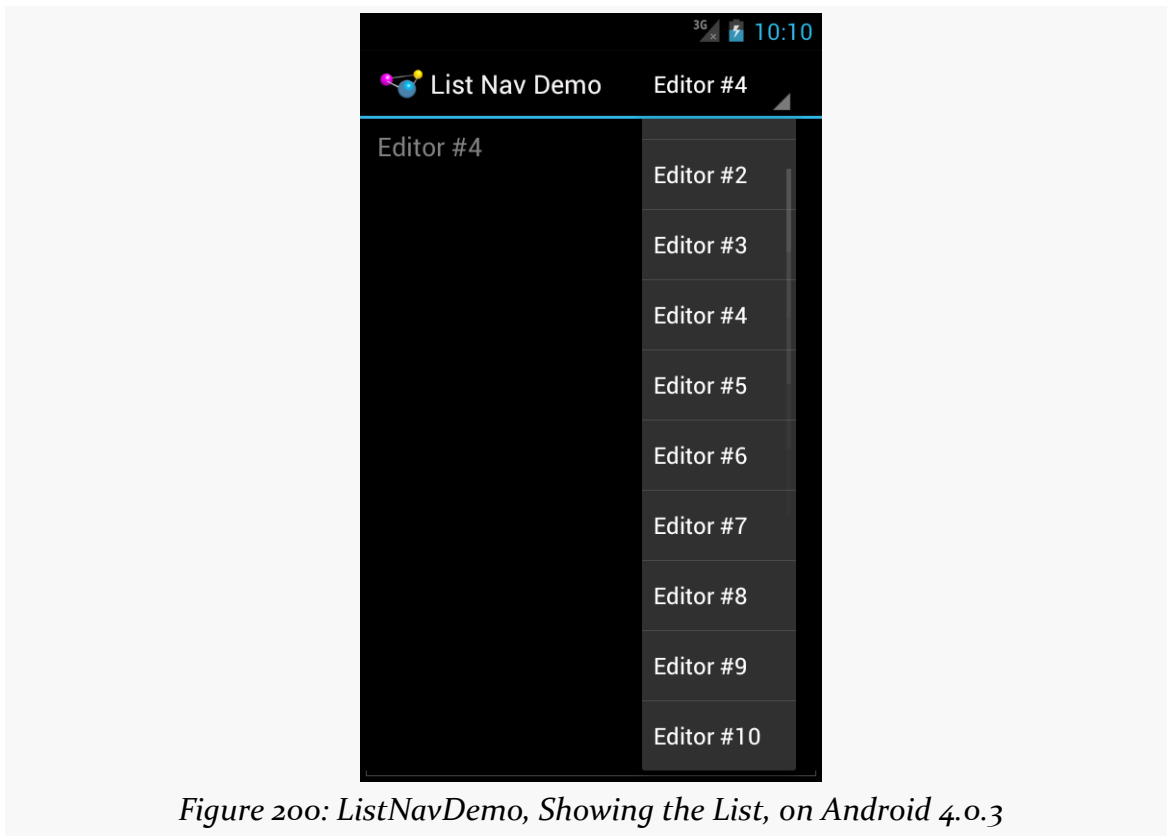 3G 10:10
List Nav Demo Editor #4
Editor #4
Editor #2
Editor #3
Editor #4
Editor #5
Editor #6
Editor #7
Editor #8
Editor #9
Editor #10
Figure 200: ListNavDemo, Showing the List, on Android 4.0.3